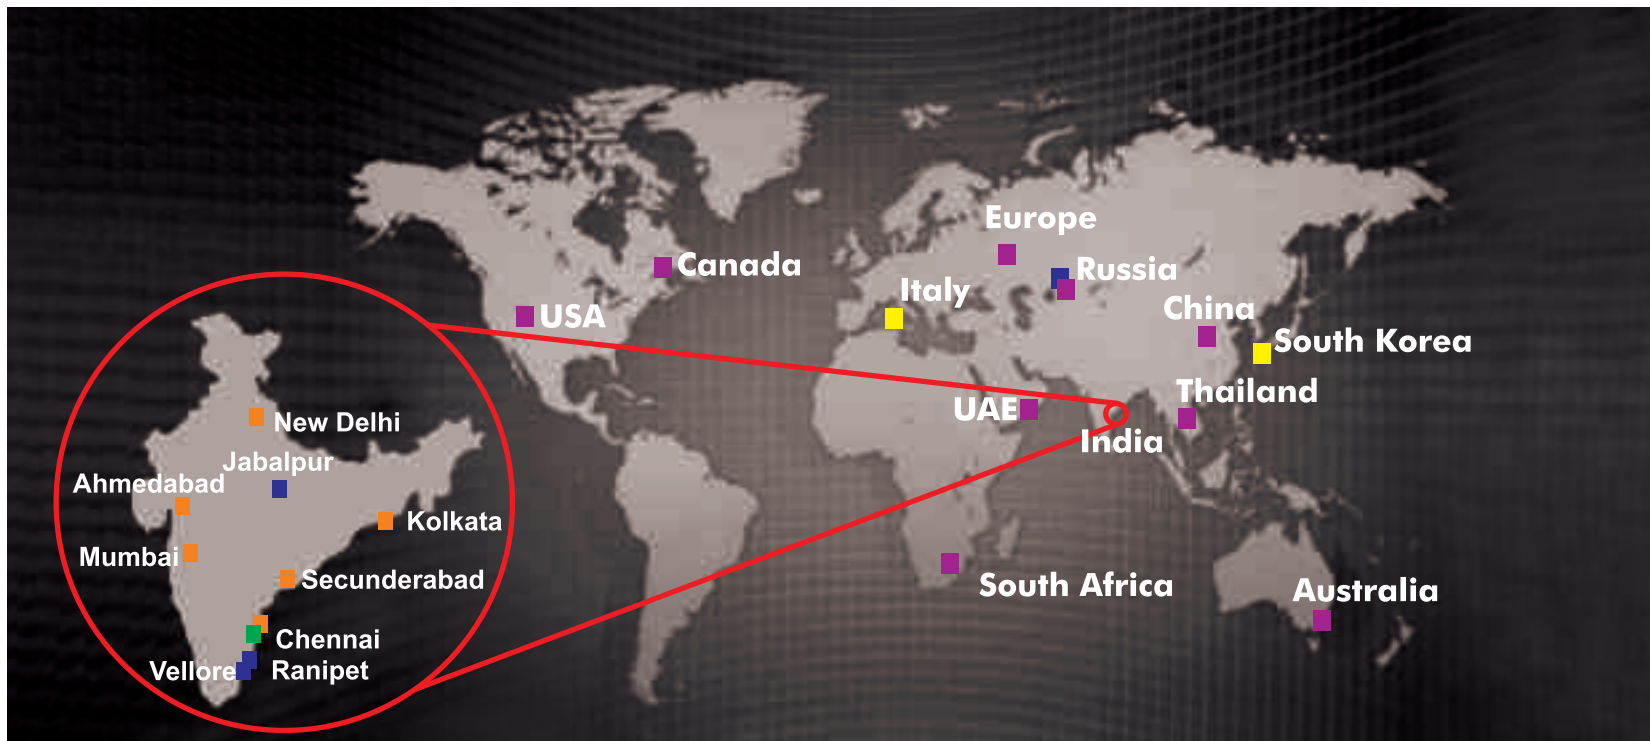 Europe
Canada
Russia
Italy
China
USA
South Korea
Thailand
UAE
India
New Delhi
Jabalpur
Ahmedabad
Kolkata
Mumbai
Secunderabad
South Africa
Australia
Chennai
Vellore
Ranipet